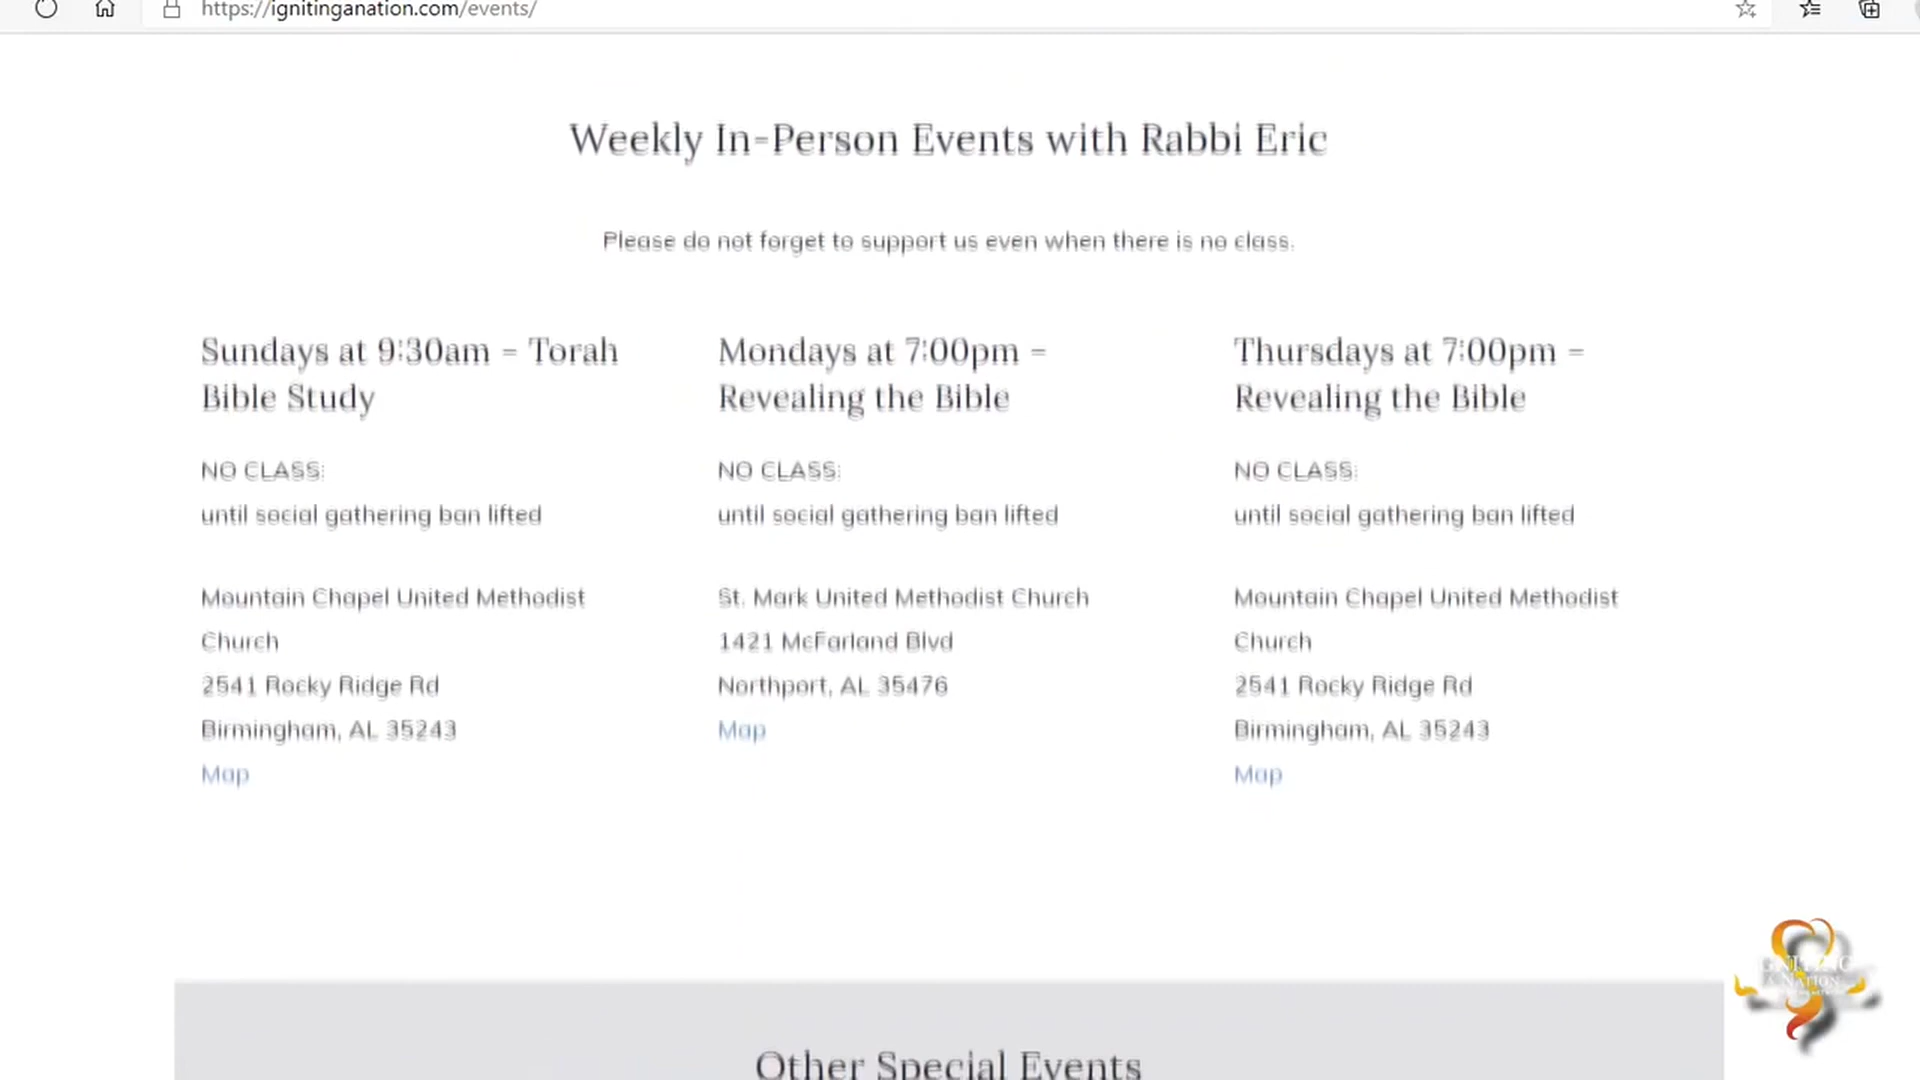 https://ignitinganation.com/events/
Weekly In-Person Events with Rabbi Eric
Please do not forget to support us even when there is no class.
Sundays at 9:30am - Torah
Bible Study
NO CLASS:
until social gathering ban lifted
Mountain Chapel United Methodist
Church
2541 Rocky Ridge Rd
Birmingham, AL 35243
Map
Mondays at 7:00pm -
Revealing the Bible
NO CLASS:
until social gathering ban lifted
St. Mark United Methodist Church
1421 McFarland Blvd
Northport, AL 35476
Map
Thursdays at 7:00pm -
Revealing the Bible
NO CLASS:
until social gathering ban lifted
Mountain Chapel United Methodist
Church
2541 Rocky Ridge Rd
Birmingham, AL 35243
Map
Other Special Events
IGNITING
A NATION